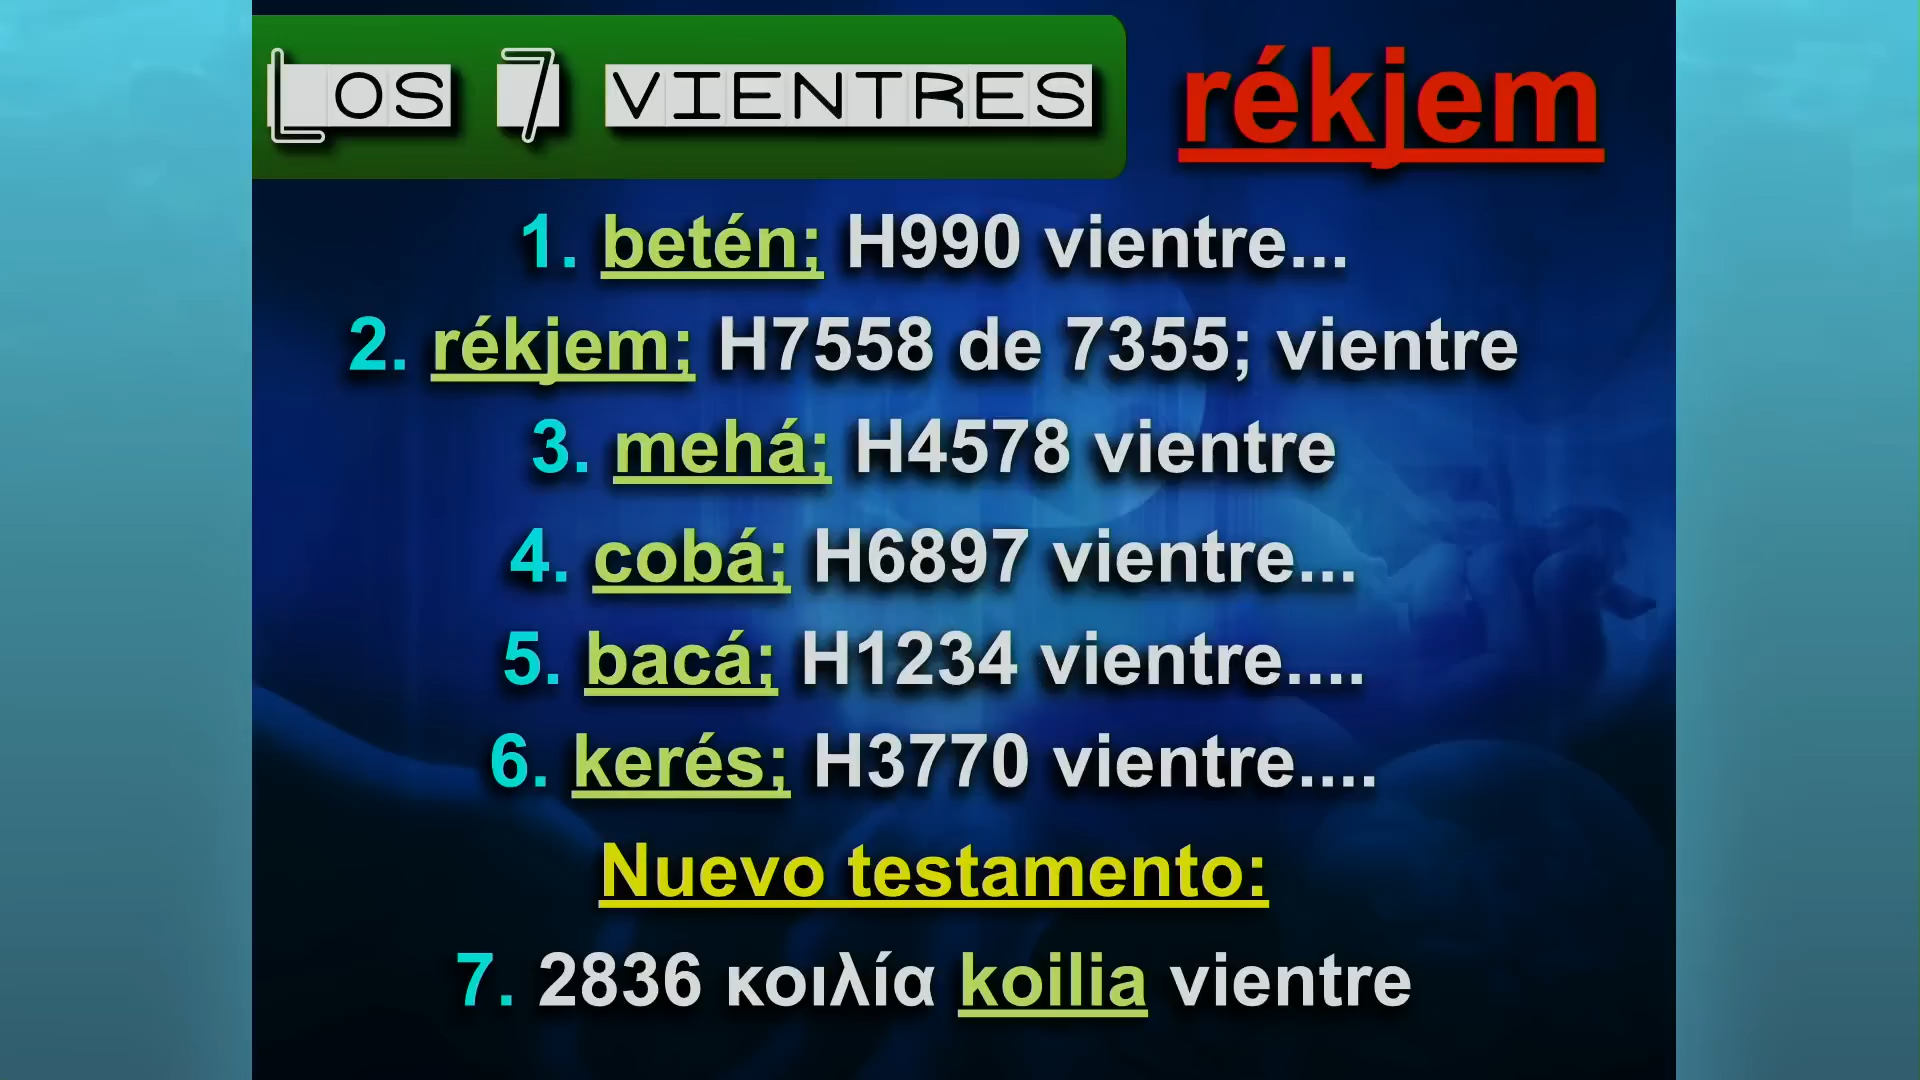 Los 7 vientres
rékjem
1. betén; H990 vientre...
2. rékjem; H7558 de 7355; vientre
3. mehá; H4578 vientre
4. cobá; H6897 vientre...
5. bacá; H1234 vientre....
6. kerés; H3770 vientre....
Nuevo testamento:
7. 2836 κοιλία koilia vientre